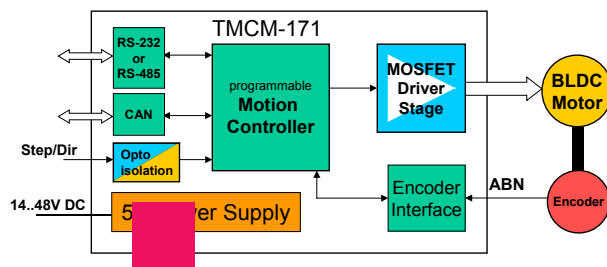 TMCM-171
RS-232
or
RS-485
CAN
Step/Dir
Opto
isolation
14..48V DC
Supply
programmable
Motion
Controller
MOSFET
Driver
Stage
BLDC
Motor
Encoder
Interface
ABN
Encoder